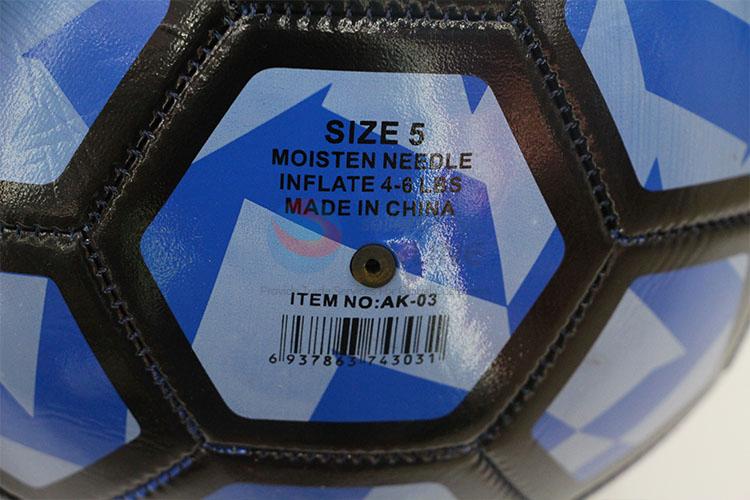 SIZE 5
MOISTEN NEEDLE
INFLATE 4-6 LBS
MADE IN CHINA
ITEM NO:AK-03
6 937863 743031